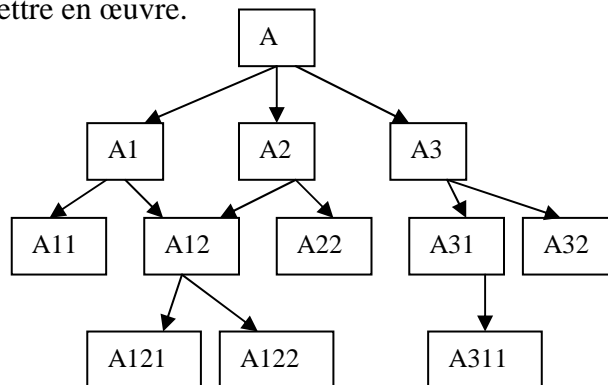 ettre en œuvre.
A
A1 A2 A3
A11 A12 A22 A31 A32
A121 A122 A311